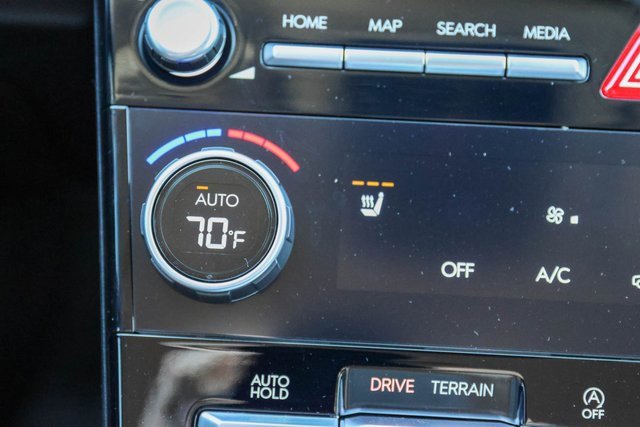 HOME MAP SEARCH MEDIA
AUTO
70°F
OFF A/C
AUTO HOLD
DRIVE TERRAIN
A
OFF